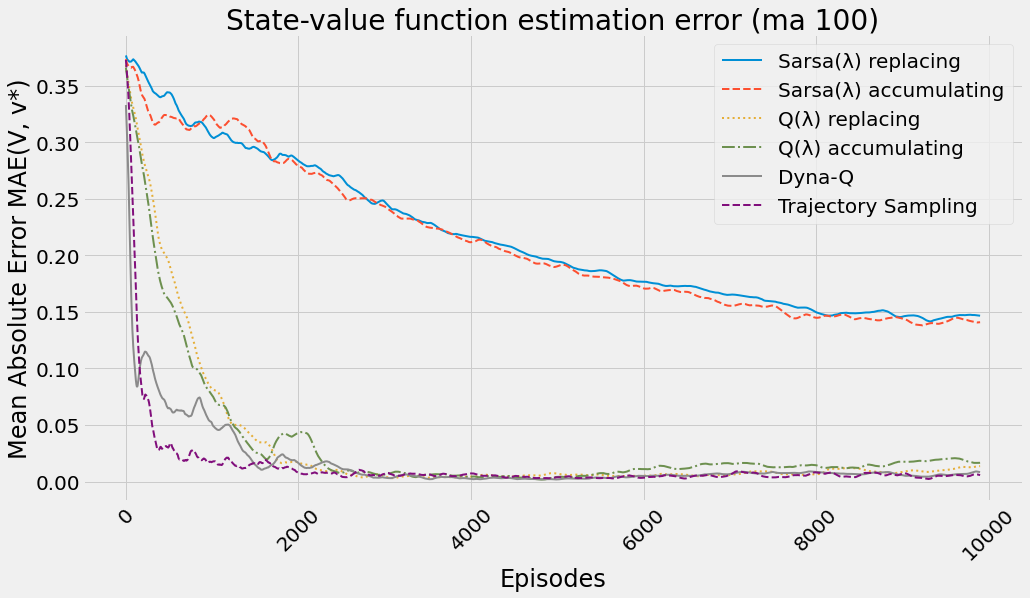 State-value function estimation error (ma 100)
Mean Absolute Error MAE(V, v*)
0.35
0.30
0.25
0.20
0.15
0.10
0.05
0.00
Sarsa(λ) replacing
Sarsa(λ) accumulating
Q(λ) replacing
Q(λ) accumulating
Dyna-Q
Trajectory Sampling
0
2000
4000
6000
8000
10000
Episodes